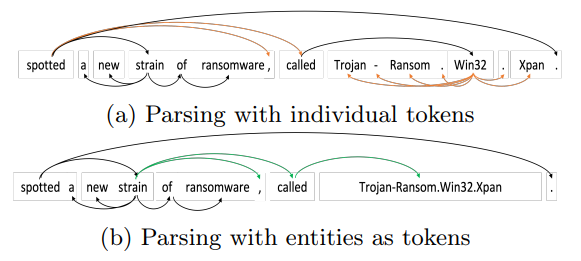 spotted a new strain of ransomware , called Trojan - Ransom . Win32 . Xpan .
(a) Parsing with individual tokens
spotted a new strain of ransomware , called Trojan-Ransom.Win32.Xpan .
(b) Parsing with entities as tokens